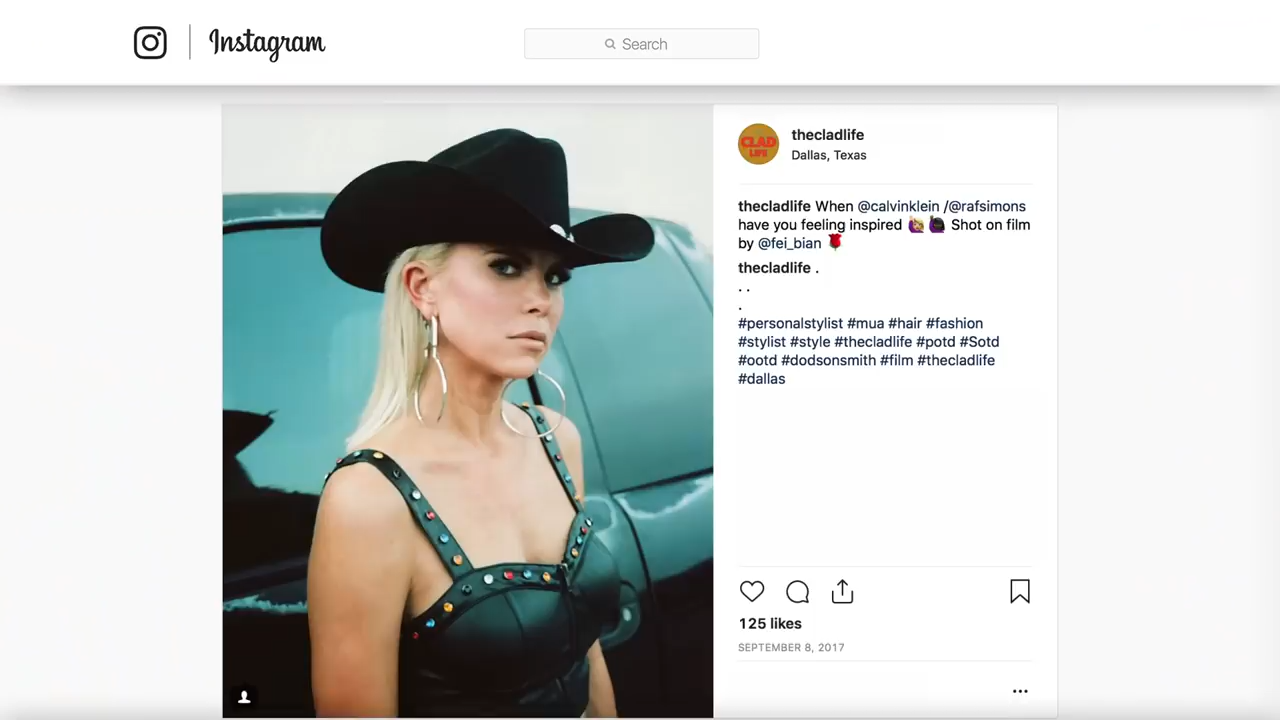 Instagram
Search
CLAD
LIFE
thecladlife
Dallas, Texas
thecladlife When @calvinklein /@rafsimons
have you feeling inspired 🙋🏼 🙋🏿 Shot on film
by @fei_bian 🌹
thecladlife .
. .
.
#personalstylist #mua #hair #fashion
#stylist #style #thecladlife #potd #Sotd
#ootd #dodsonsmith #film #thecladlife
#dallas
125 likes
SEPTEMBER 8, 2017